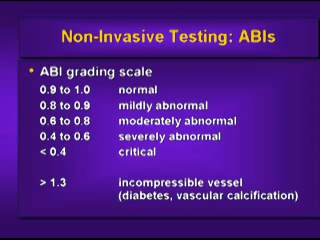 Non-Invasive Testing: ABIs
• ABI grading scale
0.9 to 1.0 normal
0.8 to 0.9 mildly abnormal
0.6 to 0.8 moderately abnormal
0.4 to 0.6 severely abnormal
< 0.4 critical
> 1.3 incompressible vessel
(diabetes, vascular calcification)